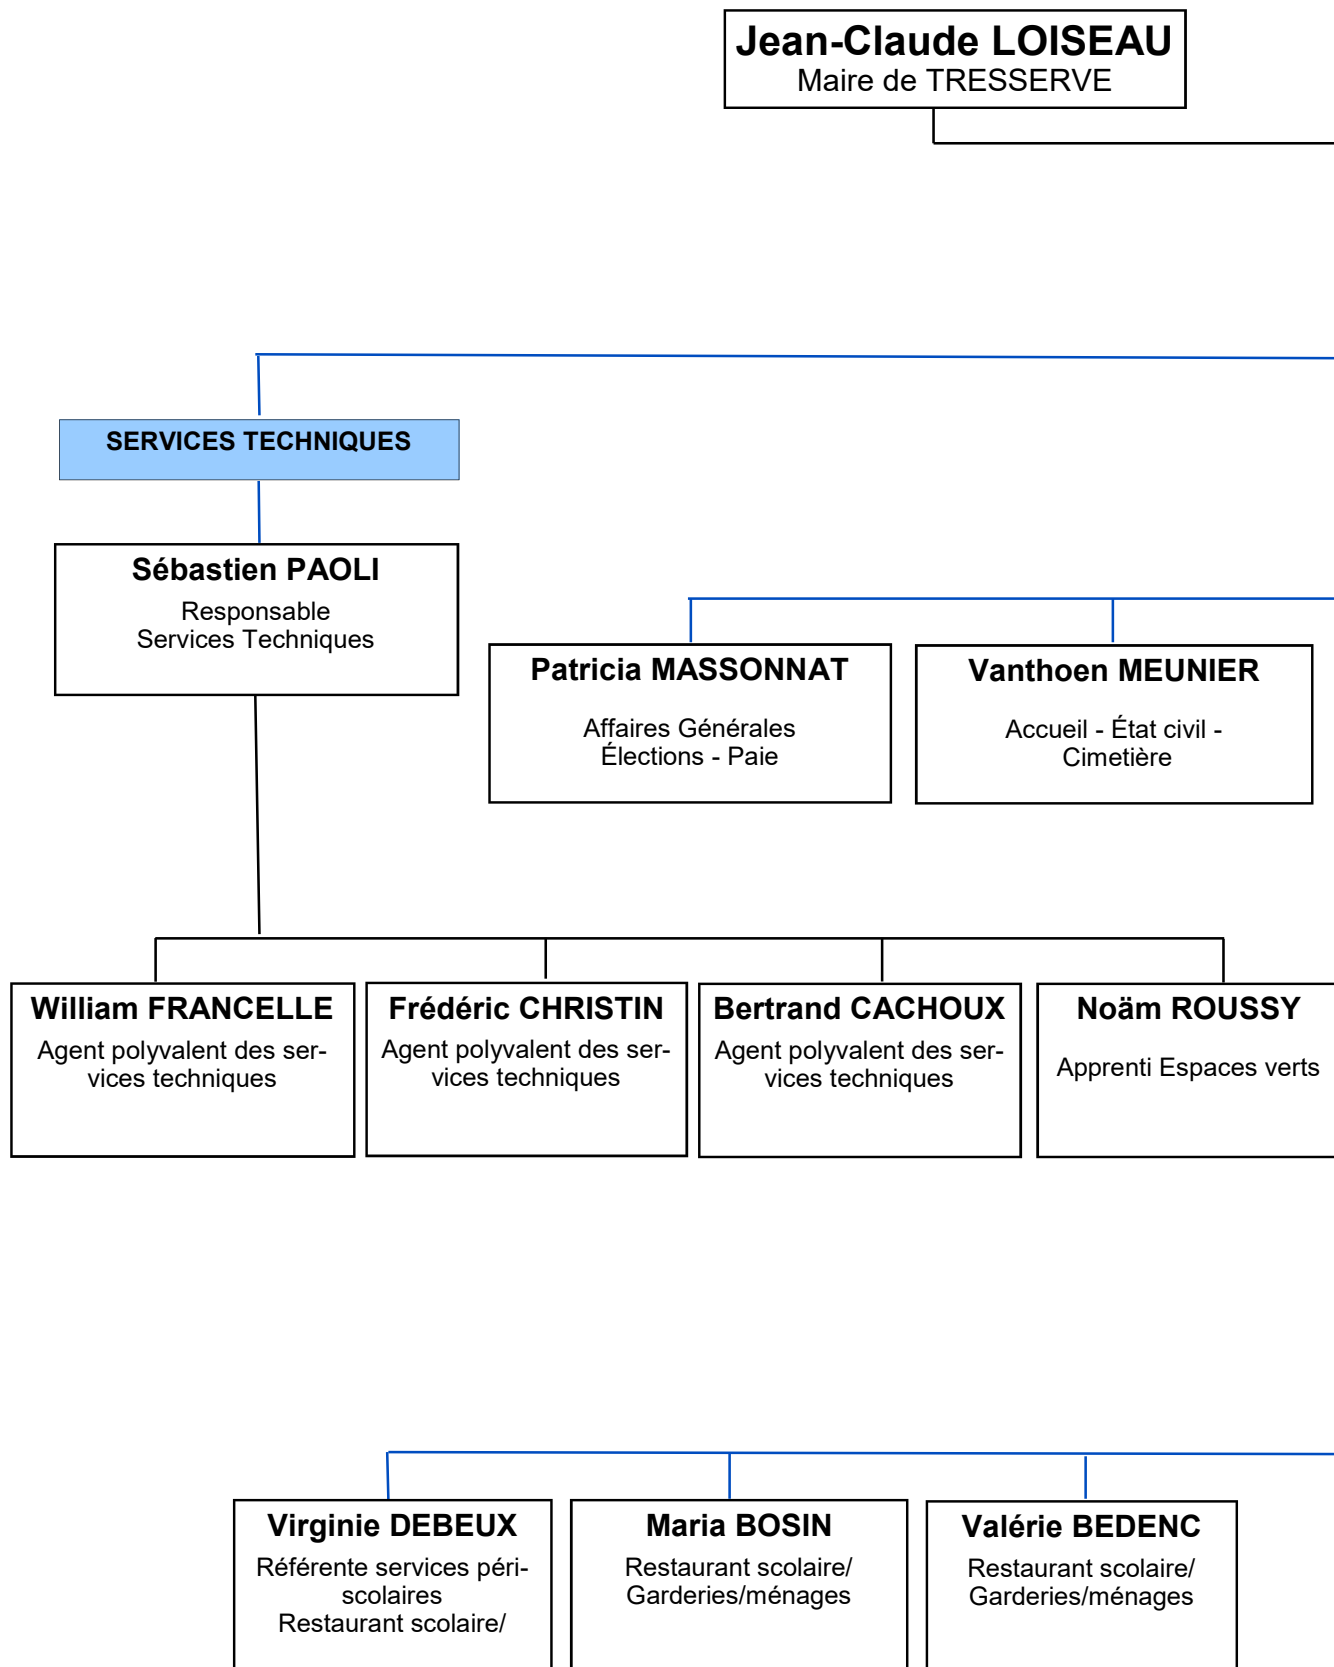 Jean-Claude LOISEAU
Maire de TRESSERVE
SERVICES TECHNIQUES
Sébastien PAOLI
Responsable
Services Techniques
Patricia MASSONNAT
Affaires Générales
Élections - Paie
Vanthoen MEUNIER
Accueil - État civil -
Cimetière
William FRANCELLE
Agent polyvalent des ser-
vices techniques
Frédéric CHRISTIN
Agent polyvalent des ser-
vices techniques
Bertrand CACHOUX
Agent polyvalent des ser-
vices techniques
Noäm ROUSSY
Apprenti Espaces verts
Virginie DEBEUX
Référente services péri-
scolaires
Restaurant scolaire/
Maria BOSIN
Restaurant scolaire/
Garderies/ménages
Valérie BEDENC
Restaurant scolaire/
Garderies/ménages